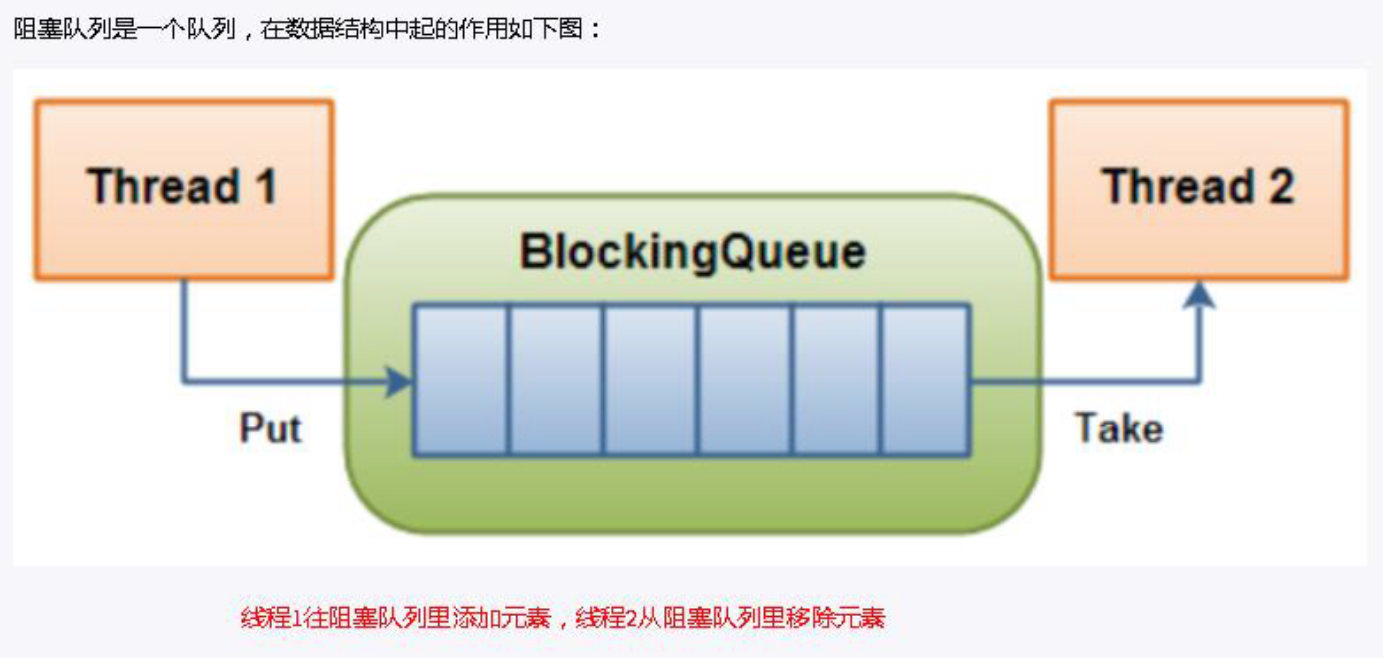 阻塞队列是一个队列，在数据结构中起的作用如下图：
Thread 1
Thread 2
BlockingQueue
Put
Take
线程1往阻塞队列里添加元素，线程2从阻塞队列里移除元素